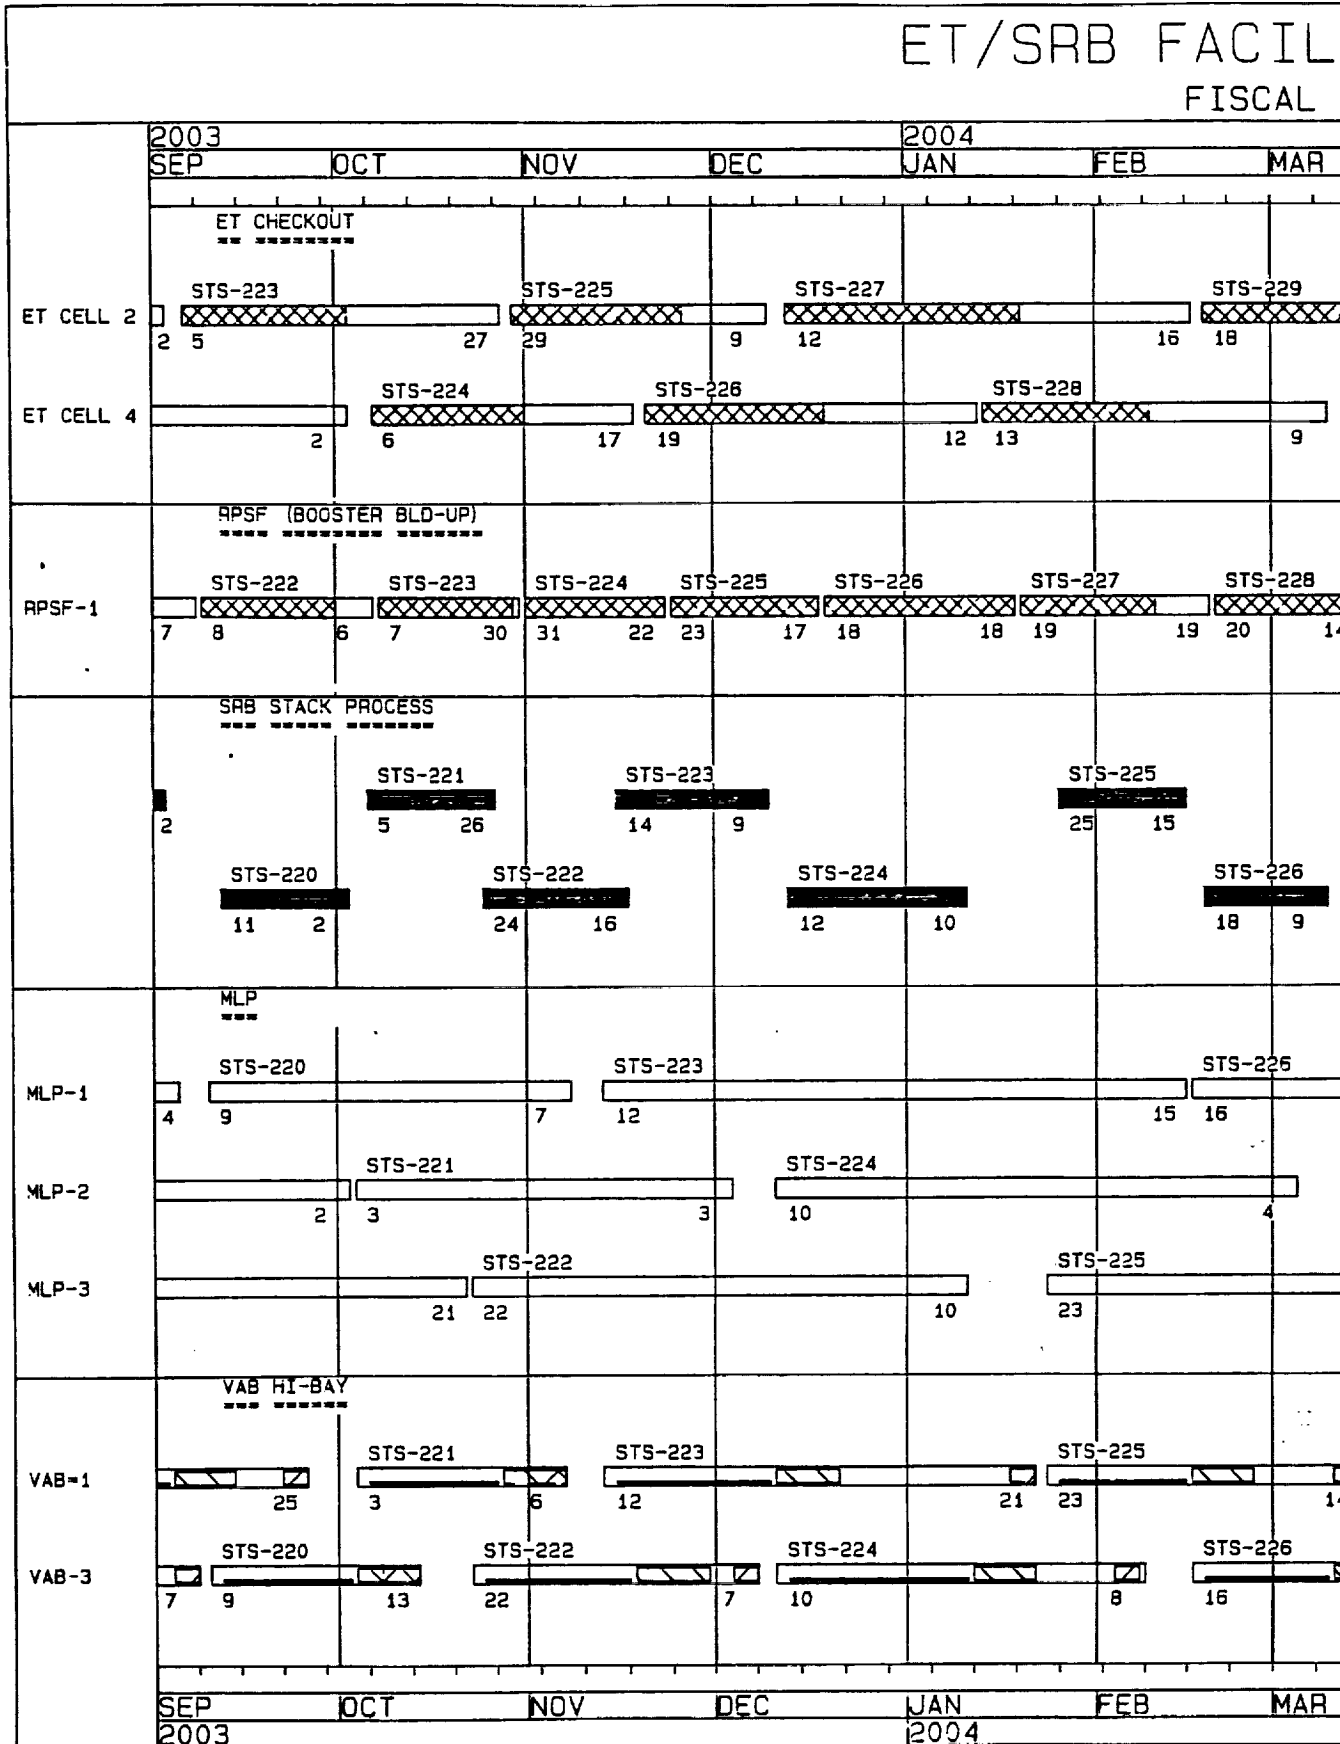 ET/SRB FACIL
FISCAL
2003 2004
SEP OCT NOV DEC JAN FEB MAR
ET CHECKOUT
STS-223 STS-225 STS-227 STS-229
ET CELL 2
2 5 27 29 9 12 16 18
STS-224 STS-226 STS-228
ET CELL 4
2 6 17 19 12 13 9
RPSF (BOOSTER BLD-UP)
STS-222 STS-223 STS-224 STS-225 STS-226 STS-227 STS-228
RPSF-1
7 8 6 7 30 31 22 23 17 18 18 19 19 20 14
SRB STACK PROCESS
STS-221 STS-223 STS-225
2 5 26 14 9 25 15
STS-220 STS-222 STS-224 STS-226
11 2 24 16 12 10 18 9
MLP
STS-220 STS-223 STS-226
MLP-1
4 9 7 12 15 16
STS-221 STS-224
MLP-2
2 3 3 10 4
STS-222 STS-225
MLP-3
21 22 10 23
VAB HI-BAY
STS-221 STS-223 STS-225
VAB=1
25 3 6 12 21 23 14
STS-220 STS-222 STS-224 STS-226
VAB-3
7 9 13 22 7 10 8 16
SEP OCT NOV DEC JAN FEB MAR
2003 2004